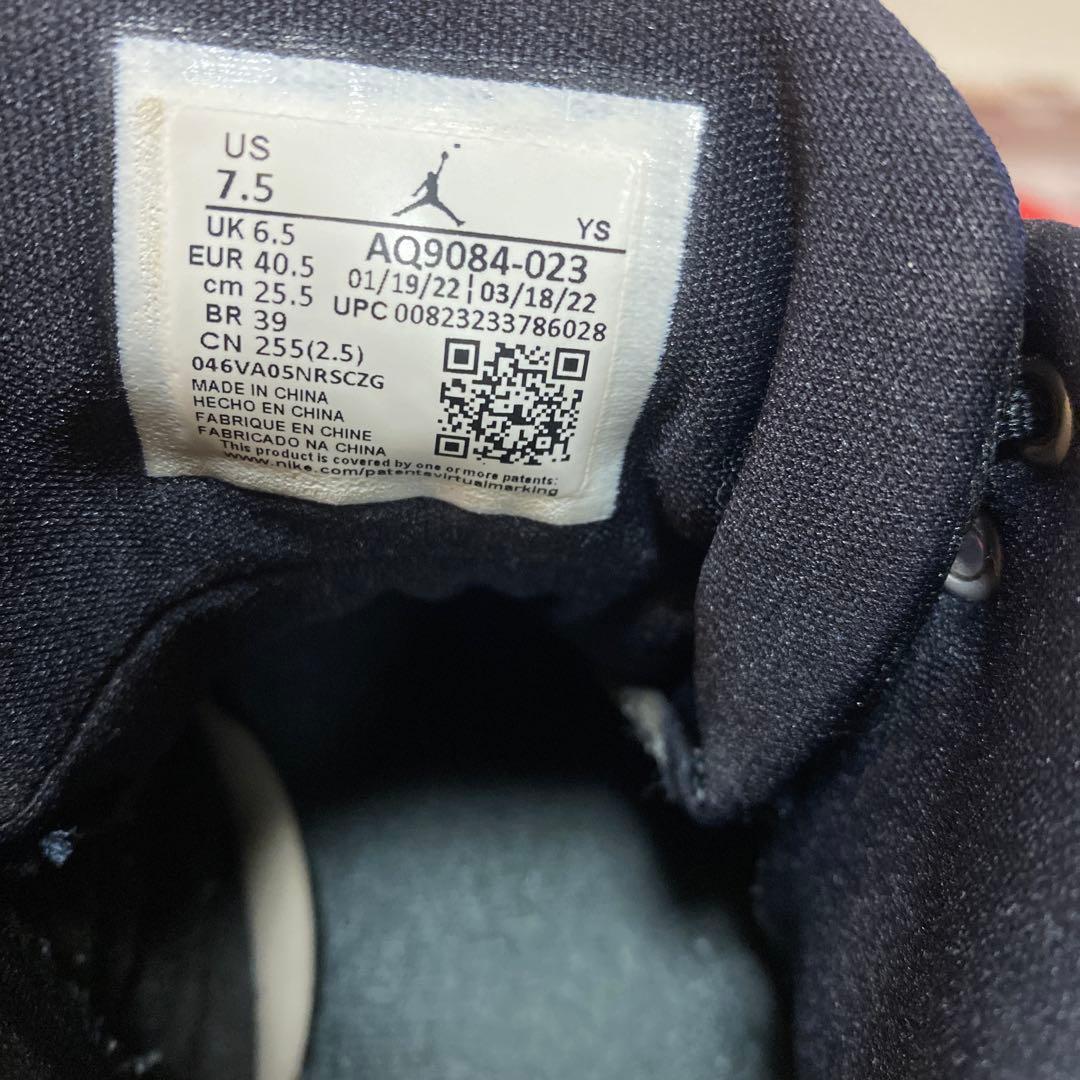 US
7.5
YS
UK 6.5
EUR 40.5
cm 25.5
BR 39
CN 255(2.5)
AQ9084-023
01/19/22 | 03/18/22
UPC 00823233786028
046VA05NRSCZG
MADE IN CHINA
HECHO EN CHINA
FABRIQUE EN CHINE
FABRICADO NA CHINA
This product is covered by one or more patents:
www.nike.com/patentsvirtualmarking